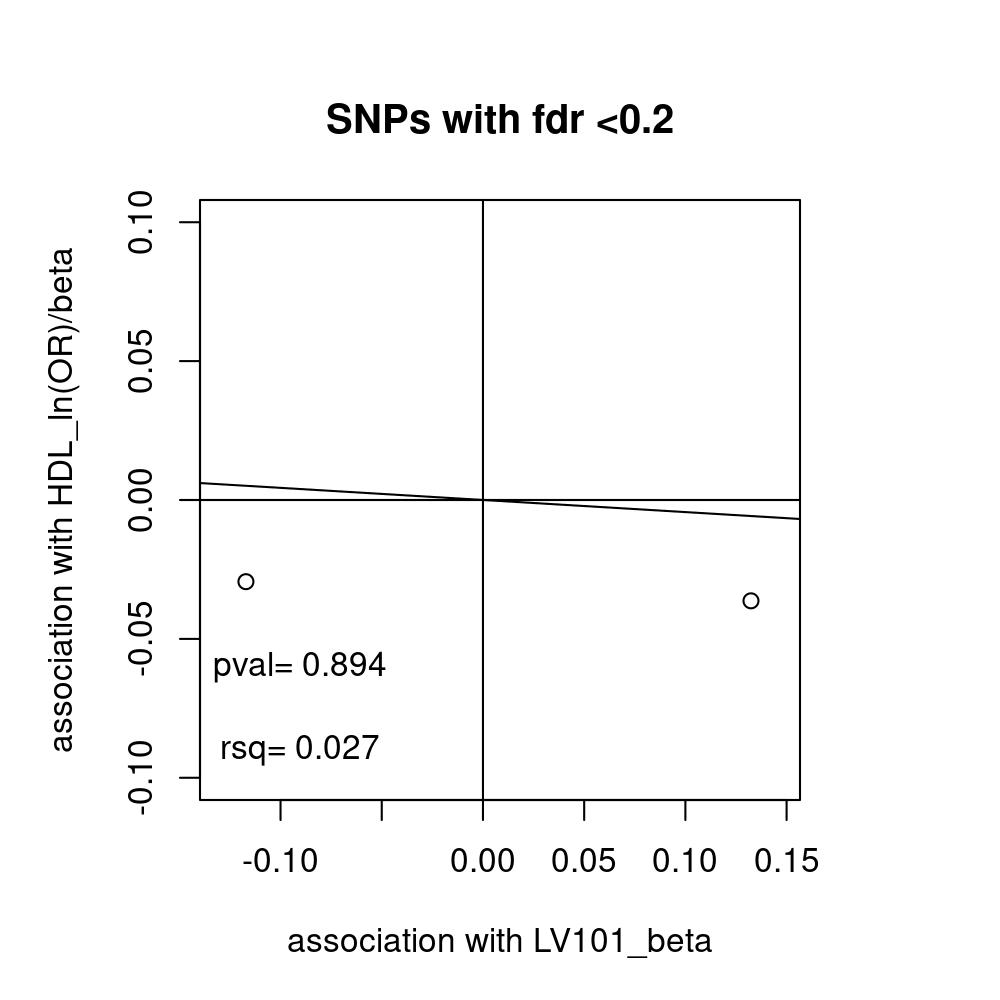 SNPs with fdr <0.2
association with HDL_ln(OR)/beta
0.10
0.05
0.00
-0.05
-0.10
pval= 0.894
rsq= 0.027
-0.10 0.00 0.05 0.10 0.15
association with LV101_beta